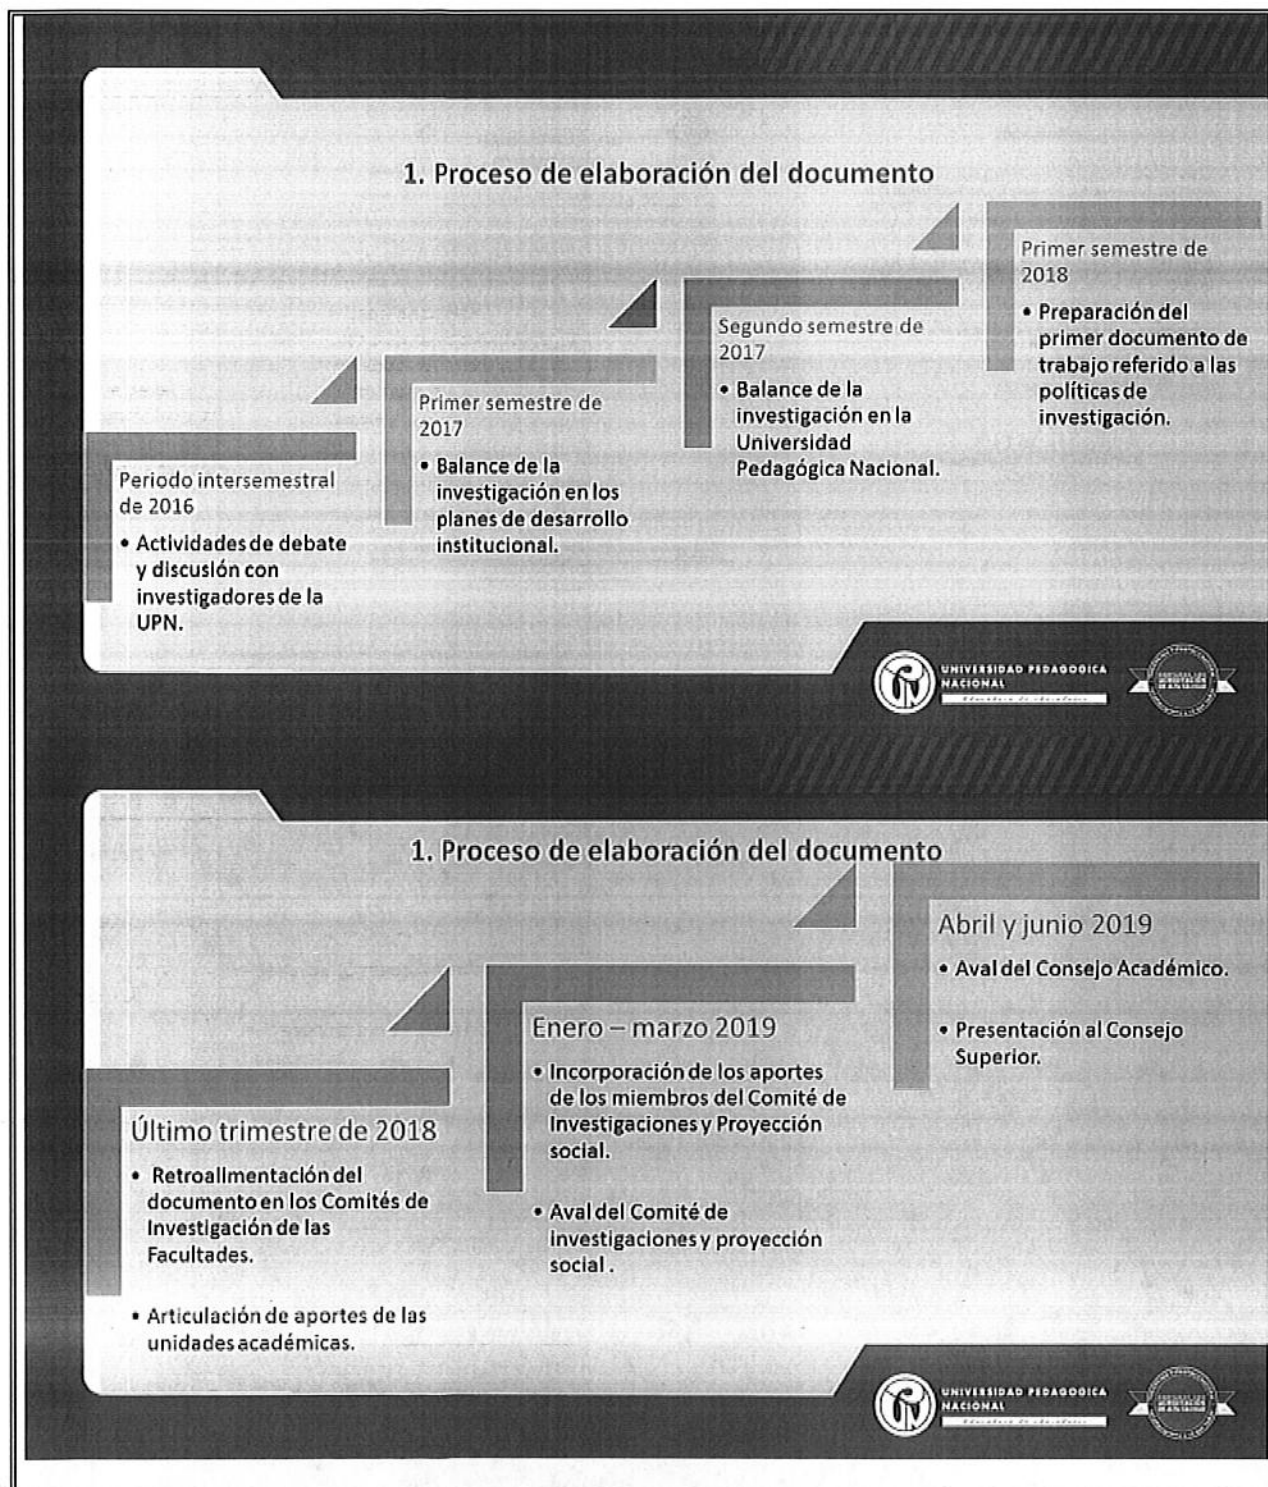 1. Proceso de elaboración del documento
Periodo intersemestral
de 2016
• Actividades de debate
y discusión con
investigadores de la
UPN.
Primer semestre de
2017
• Balance de la
investigación en los
planes de desarrollo
institucional.
Segundo semestre de
2017
• Balance de la
investigación en la
Universidad
Pedagógica Nacional.
Primer semestre de
2018
• Preparación del
primer documento de
trabajo referido a las
políticas de
investigación.
UNIVERSIDAD PEDAGOGICA
NACIONAL
1. Proceso de elaboración del documento
Último trimestre de 2018
• Retroalimentación del
documento en los Comités de
Investigación de las
Facultades.
• Articulación de aportes de las
unidades académicas.
Enero – marzo 2019
• Incorporación de los aportes
de los miembros del Comité de
Investigaciones y Proyección
social.
• Aval del Comité de
investigaciones y proyección
social .
Abril y junio 2019
• Aval del Consejo Académico.
• Presentación al Consejo
Superior.
UNIVERSIDAD PEDAGOGICA
NACIONAL